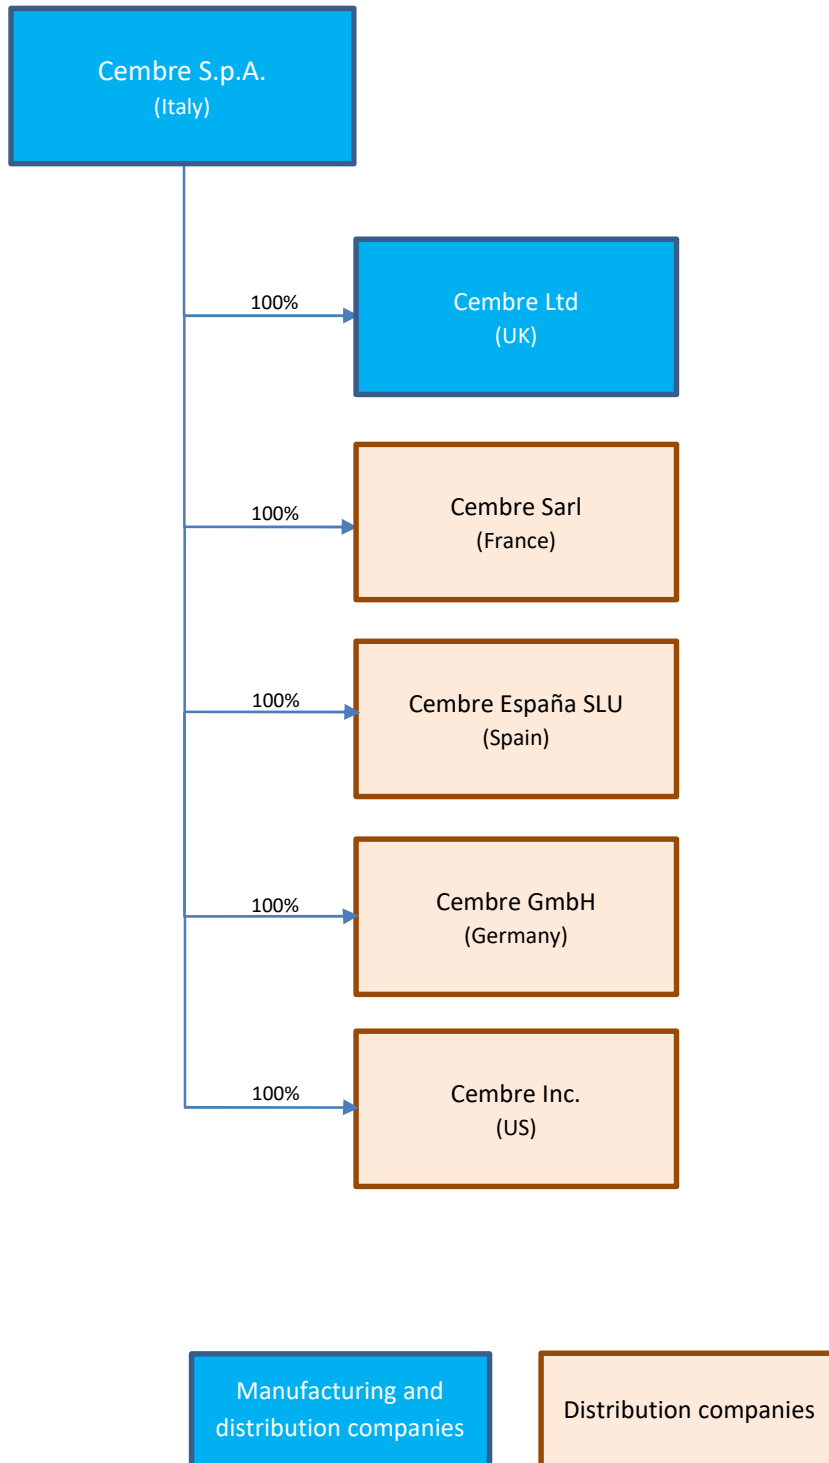 Cembre S.p.A.
(Italy)
100%
Cembre Ltd
(UK)
100%
Cembre Sarl
(France)
100%
Cembre España SLU
(Spain)
100%
Cembre GmbH
(Germany)
100%
Cembre Inc.
(US)
Manufacturing and
distribution companies
Distribution companies